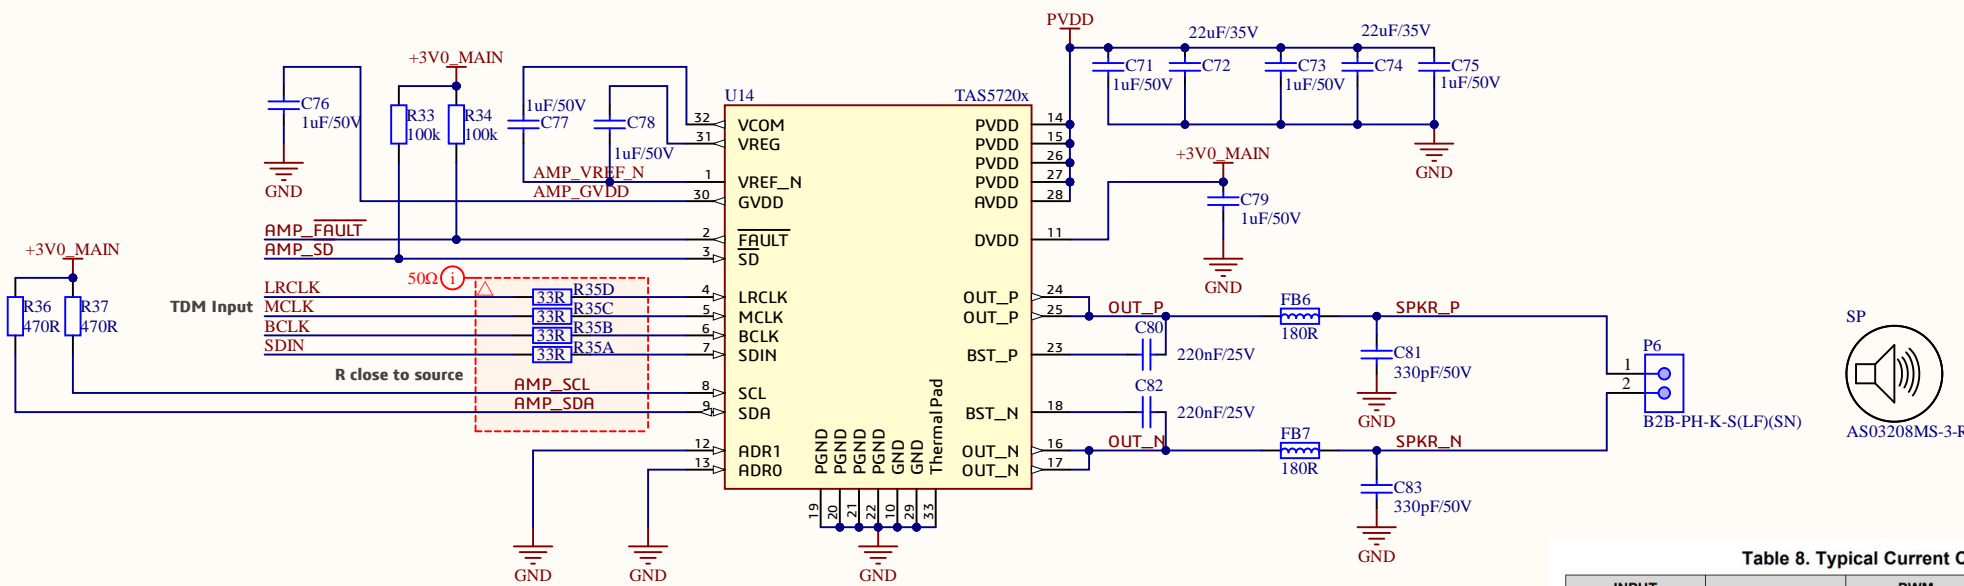 PVDD
22uF/35V
22uF/35V
+3V0_MAIN
C71
1uF/50V
C72
C73
1uF/50V
C74
C75
1uF/50V
GND
C76
1uF/50V
GND
R33
100k
R34
100k
1uF/50V
C77
C78
1uF/50V
AMP_VREF_N
AMP_GVDD
U14
TAS5720x
32 VCOM
31 VREG
1 VREF_N
30 GVDD
2 FAULT
3 SD
4 LRCLK
5 MCLK
6 BCLK
7 SDIN
8 SCL
9 SDA
12 ADR1
13 ADR0
PVDD 14
PVDD 15
PVDD 26
PVDD 27
AVDD 28
DVDD 11
OUT_P 24
OUT_P 25
BST_P 23
BST_N 18
OUT_N 16
OUT_N 17
PGND 19
PGND 20
PGND 21
PGND 22
GND 10
GND 29
Thermal Pad 33
GND
+3V0_MAIN
C79
1uF/50V
GND
AMP_FAULT
AMP_SD
+3V0_MAIN
R36
470R
R37
470R
TDM Input
LRCLK
MCLK
BCLK
SDIN
50Ω i
33R R35D
33R R35C
33R R35B
33R R35A
R close to source
AMP_SCL
AMP_SDA
GND
GND
OUT_P
C80
220nF/25V
C82
220nF/25V
OUT_N
FB6
180R
FB7
180R
SPKR_P
C81
330pF/50V
GND
SPKR_N
C83
330pF/50V
GND
P6
1
2
B2B-PH-K-S(LF)(SN)
SP
AS03208MS-3-R
Table 8. Typical Current C
INPUT
PWM